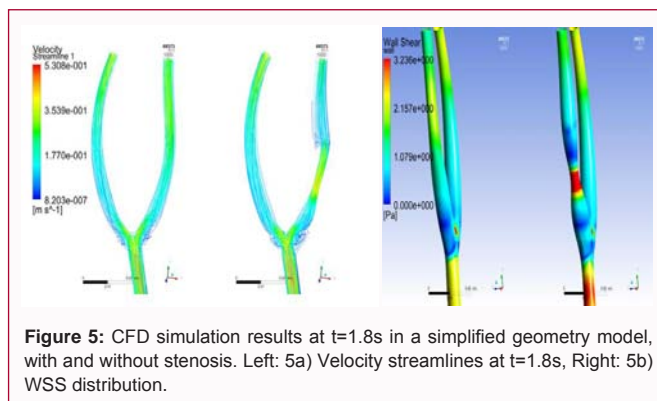 Velocity
Streamline 1
5.308e-001
3.539e-001
1.770e-001
8.203e-007
[m s^-1]
ANSYS
ANSYS
Wall Shear
wall
3.236e+000
2.157e+000
1.079e+000
0.000e+000
[Pa]
Figure 5: CFD simulation results at t=1.8s in a simplified geometry model,
with and without stenosis. Left: 5a) Velocity streamlines at t=1.8s, Right: 5b)
WSS distribution.